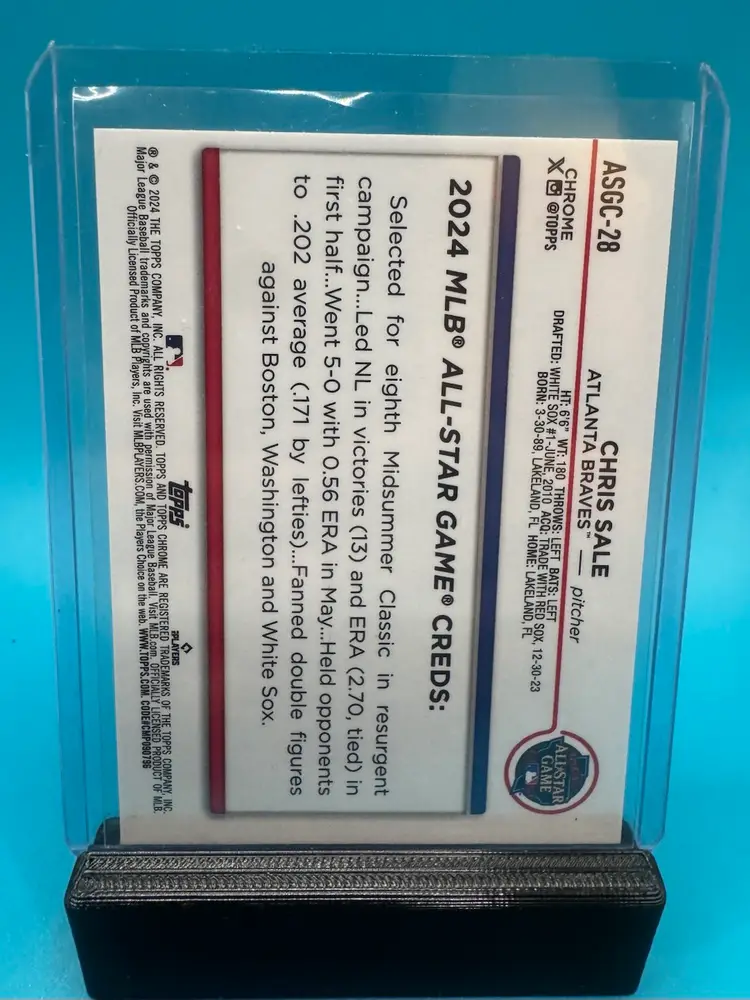 ASGC-28
CHROME
X @TOPPS
CHRIS SALE
ATLANTA BRAVES™ — pitcher
HT: 6'6" WT: 180 THROWS: LEFT BATS: LEFT
DRAFTED: WHITE SOX #1-JUNE, 2010 ACQ: TRADE WITH RED SOX, 12-30-23
BORN: 3-30-89, LAKELAND, FL HOME: LAKELAND, FL
ALL-STAR
GAME
2024 MLB® ALL-STAR GAME® CREDS:
Selected for eighth Midsummer Classic in resurgent
campaign...Led NL in victories (13) and ERA (2.70, tied) in
first half...Went 5-0 with 0.56 ERA in May...Held opponents
to .202 average (.171 by lefties)...Fanned double figures
against Boston, Washington and White Sox.
topps
PLAYERS
® & © 2024 THE TOPPS COMPANY, INC. ALL RIGHTS RESERVED. TOPPS AND TOPPS CHROME ARE REGISTERED TRADEMARKS OF THE TOPPS COMPANY, INC.
Major League Baseball trademarks and copyrights are used with permission of Major League Baseball. Visit MLB.com. OFFICIALLY LICENSED PRODUCT OF MLB
Officially Licensed Product of MLB Players, Inc. Visit MLBPLAYERS.COM, the Players Choice on the web. WWW.TOPPS.COM. CODE#CMP090796